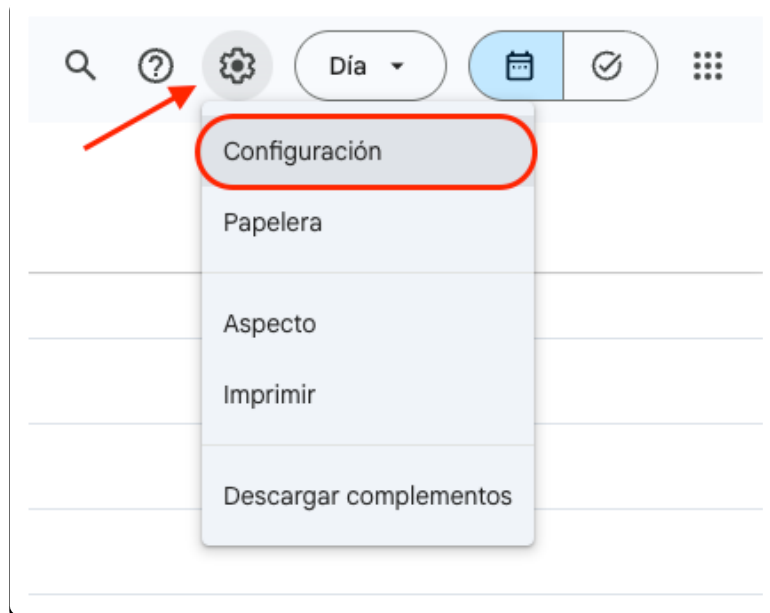 Día
Configuración
Papelera
Aspecto
Imprimir
Descargar complementos